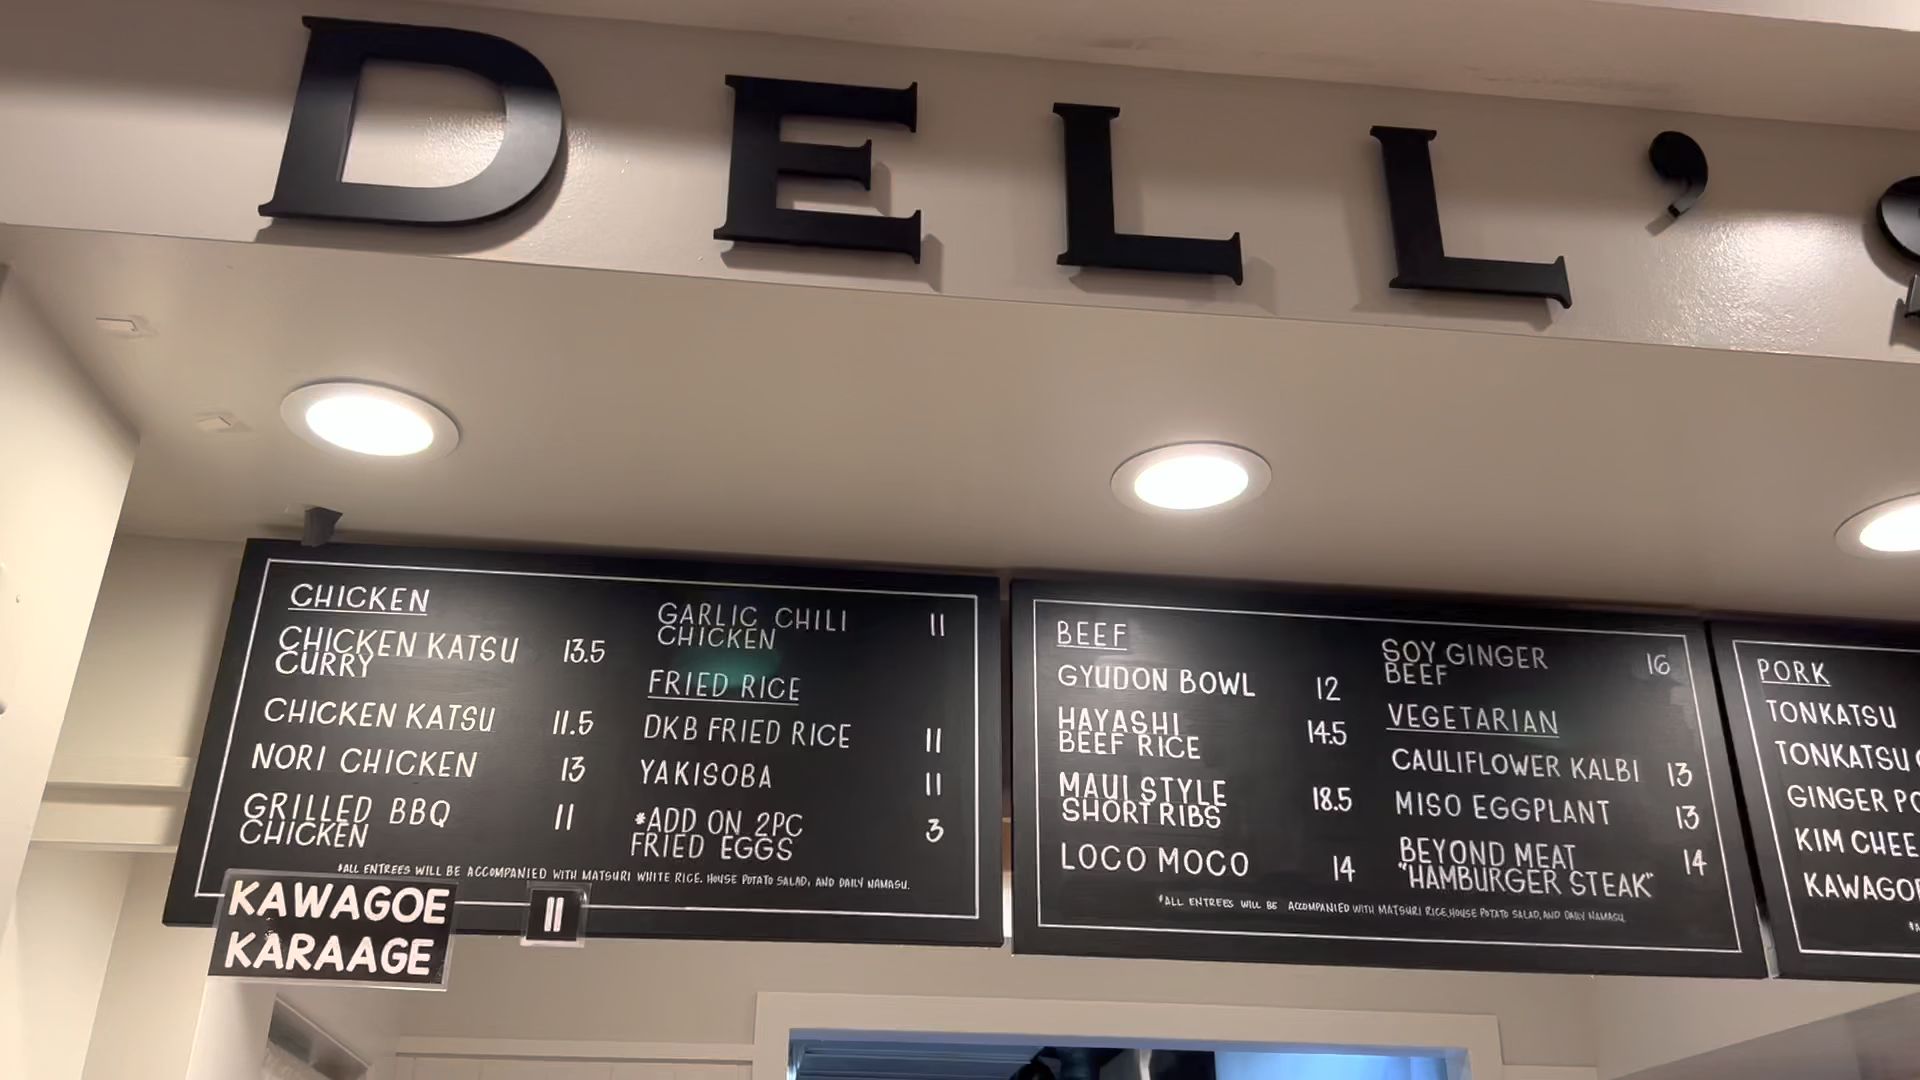 DELL'S
CHICKEN
CHICKEN KATSU 13.5
CURRY
CHICKEN KATSU 11.5
NORI CHICKEN 13
GRILLED BBQ 11
CHICKEN
GARLIC CHILI 11
CHICKEN
FRIED RICE
DKB FRIED RICE 11
YAKISOBA 11
*ADD ON 2PC 3
FRIED EGGS
*ALL ENTREES WILL BE ACCOMPANIED WITH MATSURI WHITE RICE, HOUSE POTATO SALAD, AND DAILY NAMASU.
KAWAGOE 11
KARAAGE
BEEF
GYUDON BOWL 12
HAYASHI 14.5
BEEF RICE
MAUI STYLE 18.5
SHORT RIBS
LOCO MOCO 14
SOY GINGER 16
BEEF
VEGETARIAN
CAULIFLOWER KALBI 13
MISO EGGPLANT 13
BEYOND MEAT 14
"HAMBURGER STEAK"
*ALL ENTREES WILL BE ACCOMPANIED WITH MATSURI RICE, HOUSE POTATO SALAD, AND DAILY NAMASU.
PORK
TONKATSU
TONKATSU
GINGER
KIM CHEE